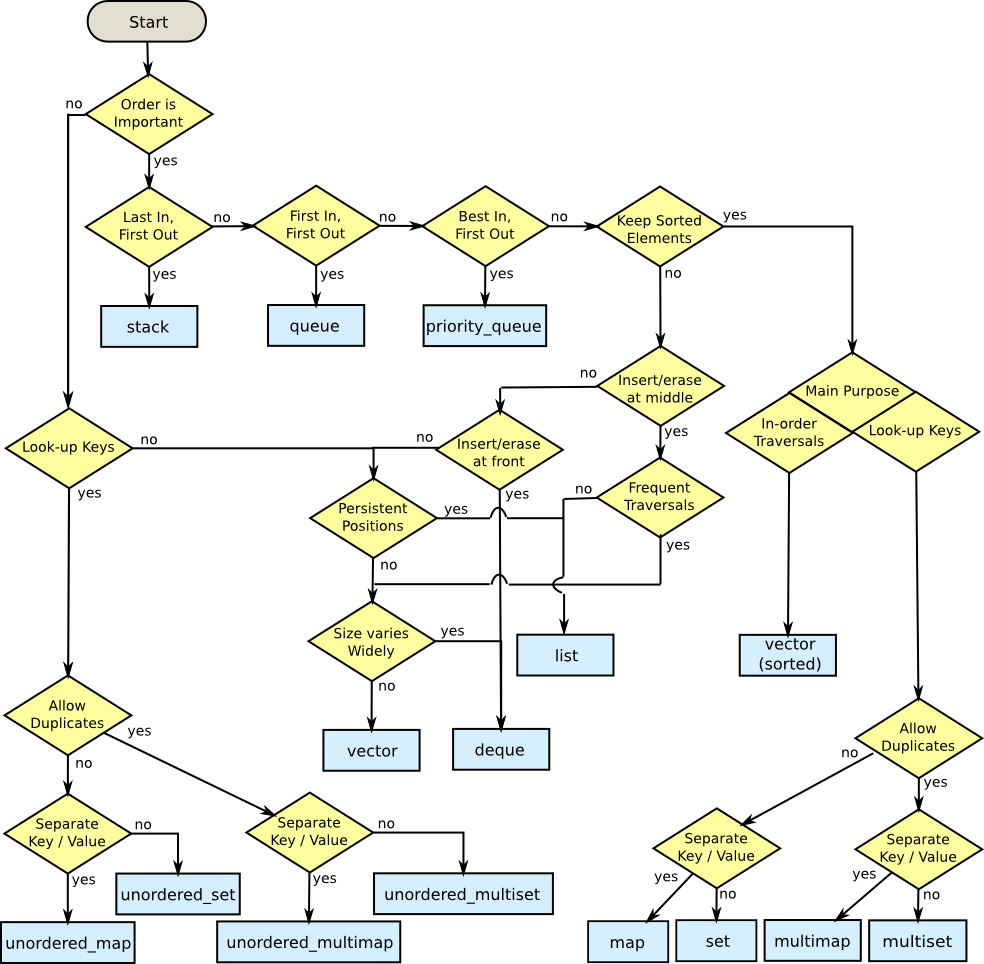 Start
no
Order is
Important
yes
Last In,
First Out
no
First In,
First Out
no
Best In,
First Out
no
Keep Sorted
Elements
yes
yes
yes
yes
no
stack
queue
priority_queue
no
Insert/erase
at middle
Main Purpose
In-order
Traversals
Look-up Keys
yes
Look-up Keys
no
no
Insert/erase
at front
yes
yes
no
Frequent
Traversals
Persistent
Positions
yes
yes
no
Size varies
Widely
yes
no
list
vector
(sorted)
vector
deque
Allow
Duplicates
yes
no
Allow
Duplicates
no
yes
Separate
Key / Value
no
yes
Separate
Key / Value
no
yes
Separate
Key / Value
yes
no
Separate
Key / Value
yes
no
unordered_set
unordered_multiset
unordered_map
unordered_multimap
map
set
multimap
multiset